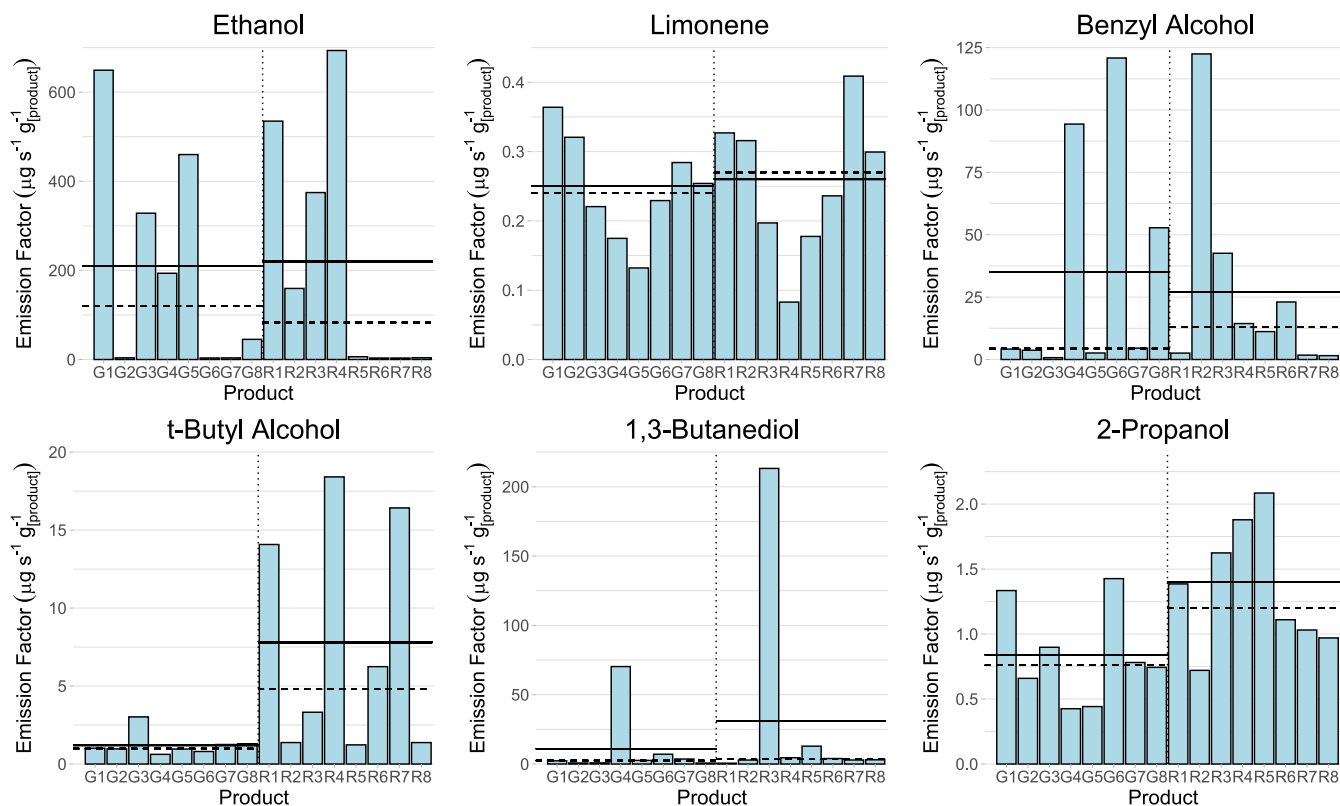 Ethanol
Emission Factor (µg s⁻¹ g⁻¹[product])
600
400
200
0
G1G2G3G4G5G6G7G8R1R2R3R4R5R6R7R8
Product
Limonene
Emission Factor (µg s⁻¹ g⁻¹[product])
0.4
0.3
0.2
0.1
0.0
G1G2G3G4G5G6G7G8R1R2R3R4R5R6R7R8
Product
Benzyl Alcohol
Emission Factor (µg s⁻¹ g⁻¹[product])
125
100
75
50
25
0
G1G2G3G4G5G6G7G8R1R2R3R4R5R6R7R8
Product
t-Butyl Alcohol
Emission Factor (µg s⁻¹ g⁻¹[product])
20
15
10
5
0
G1G2G3G4G5G6G7G8R1R2R3R4R5R6R7R8
Product
1,3-Butanediol
Emission Factor (µg s⁻¹ g⁻¹[product])
200
150
100
50
0
G1G2G3G4G5G6G7G8R1R2R3R4R5R6R7R8
Product
2-Propanol
Emission Factor (µg s⁻¹ g⁻¹[product])
2.0
1.5
1.0
0.5
0.0
G1G2G3G4G5G6G7G8R1R2R3R4R5R6R7R8
Product